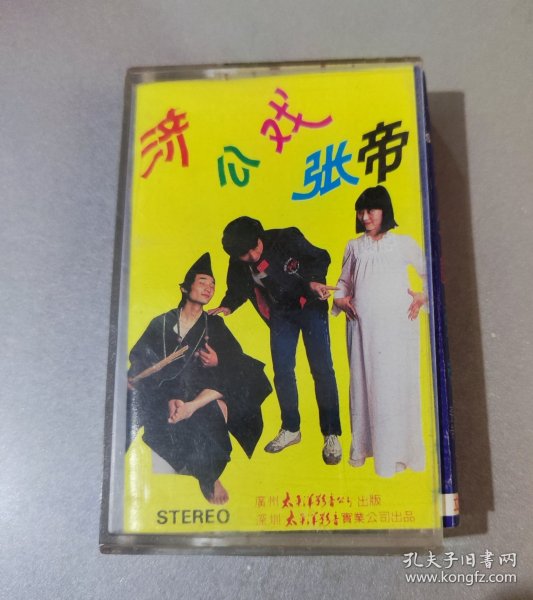 济公戏张帝
STEREO
廣州太平洋影音公司出版
深圳太平洋影音實業公司出品
孔夫子旧书网
www.kongfz.com